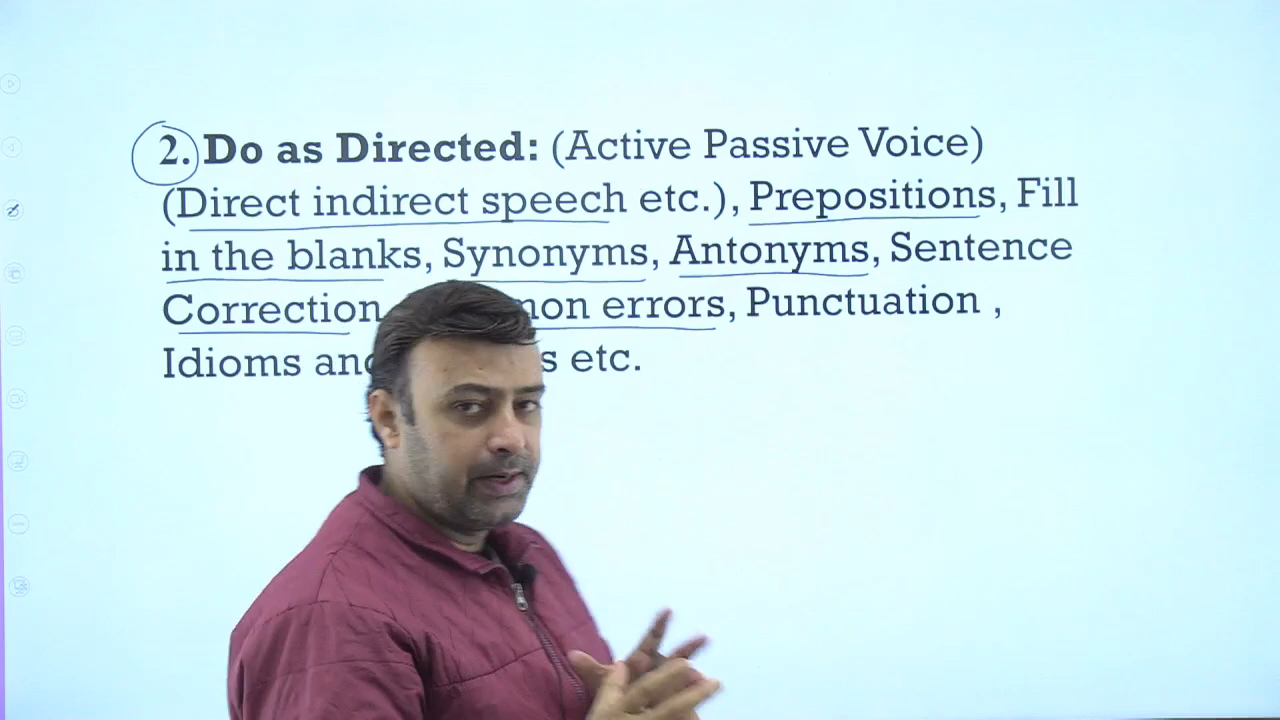 2. Do as Directed: (Active Passive Voice)
(Direct indirect speech etc.), Prepositions, Fill
in the blanks, Synonyms, Antonyms, Sentence
Correction errors, Punctuation ,
Idioms etc.